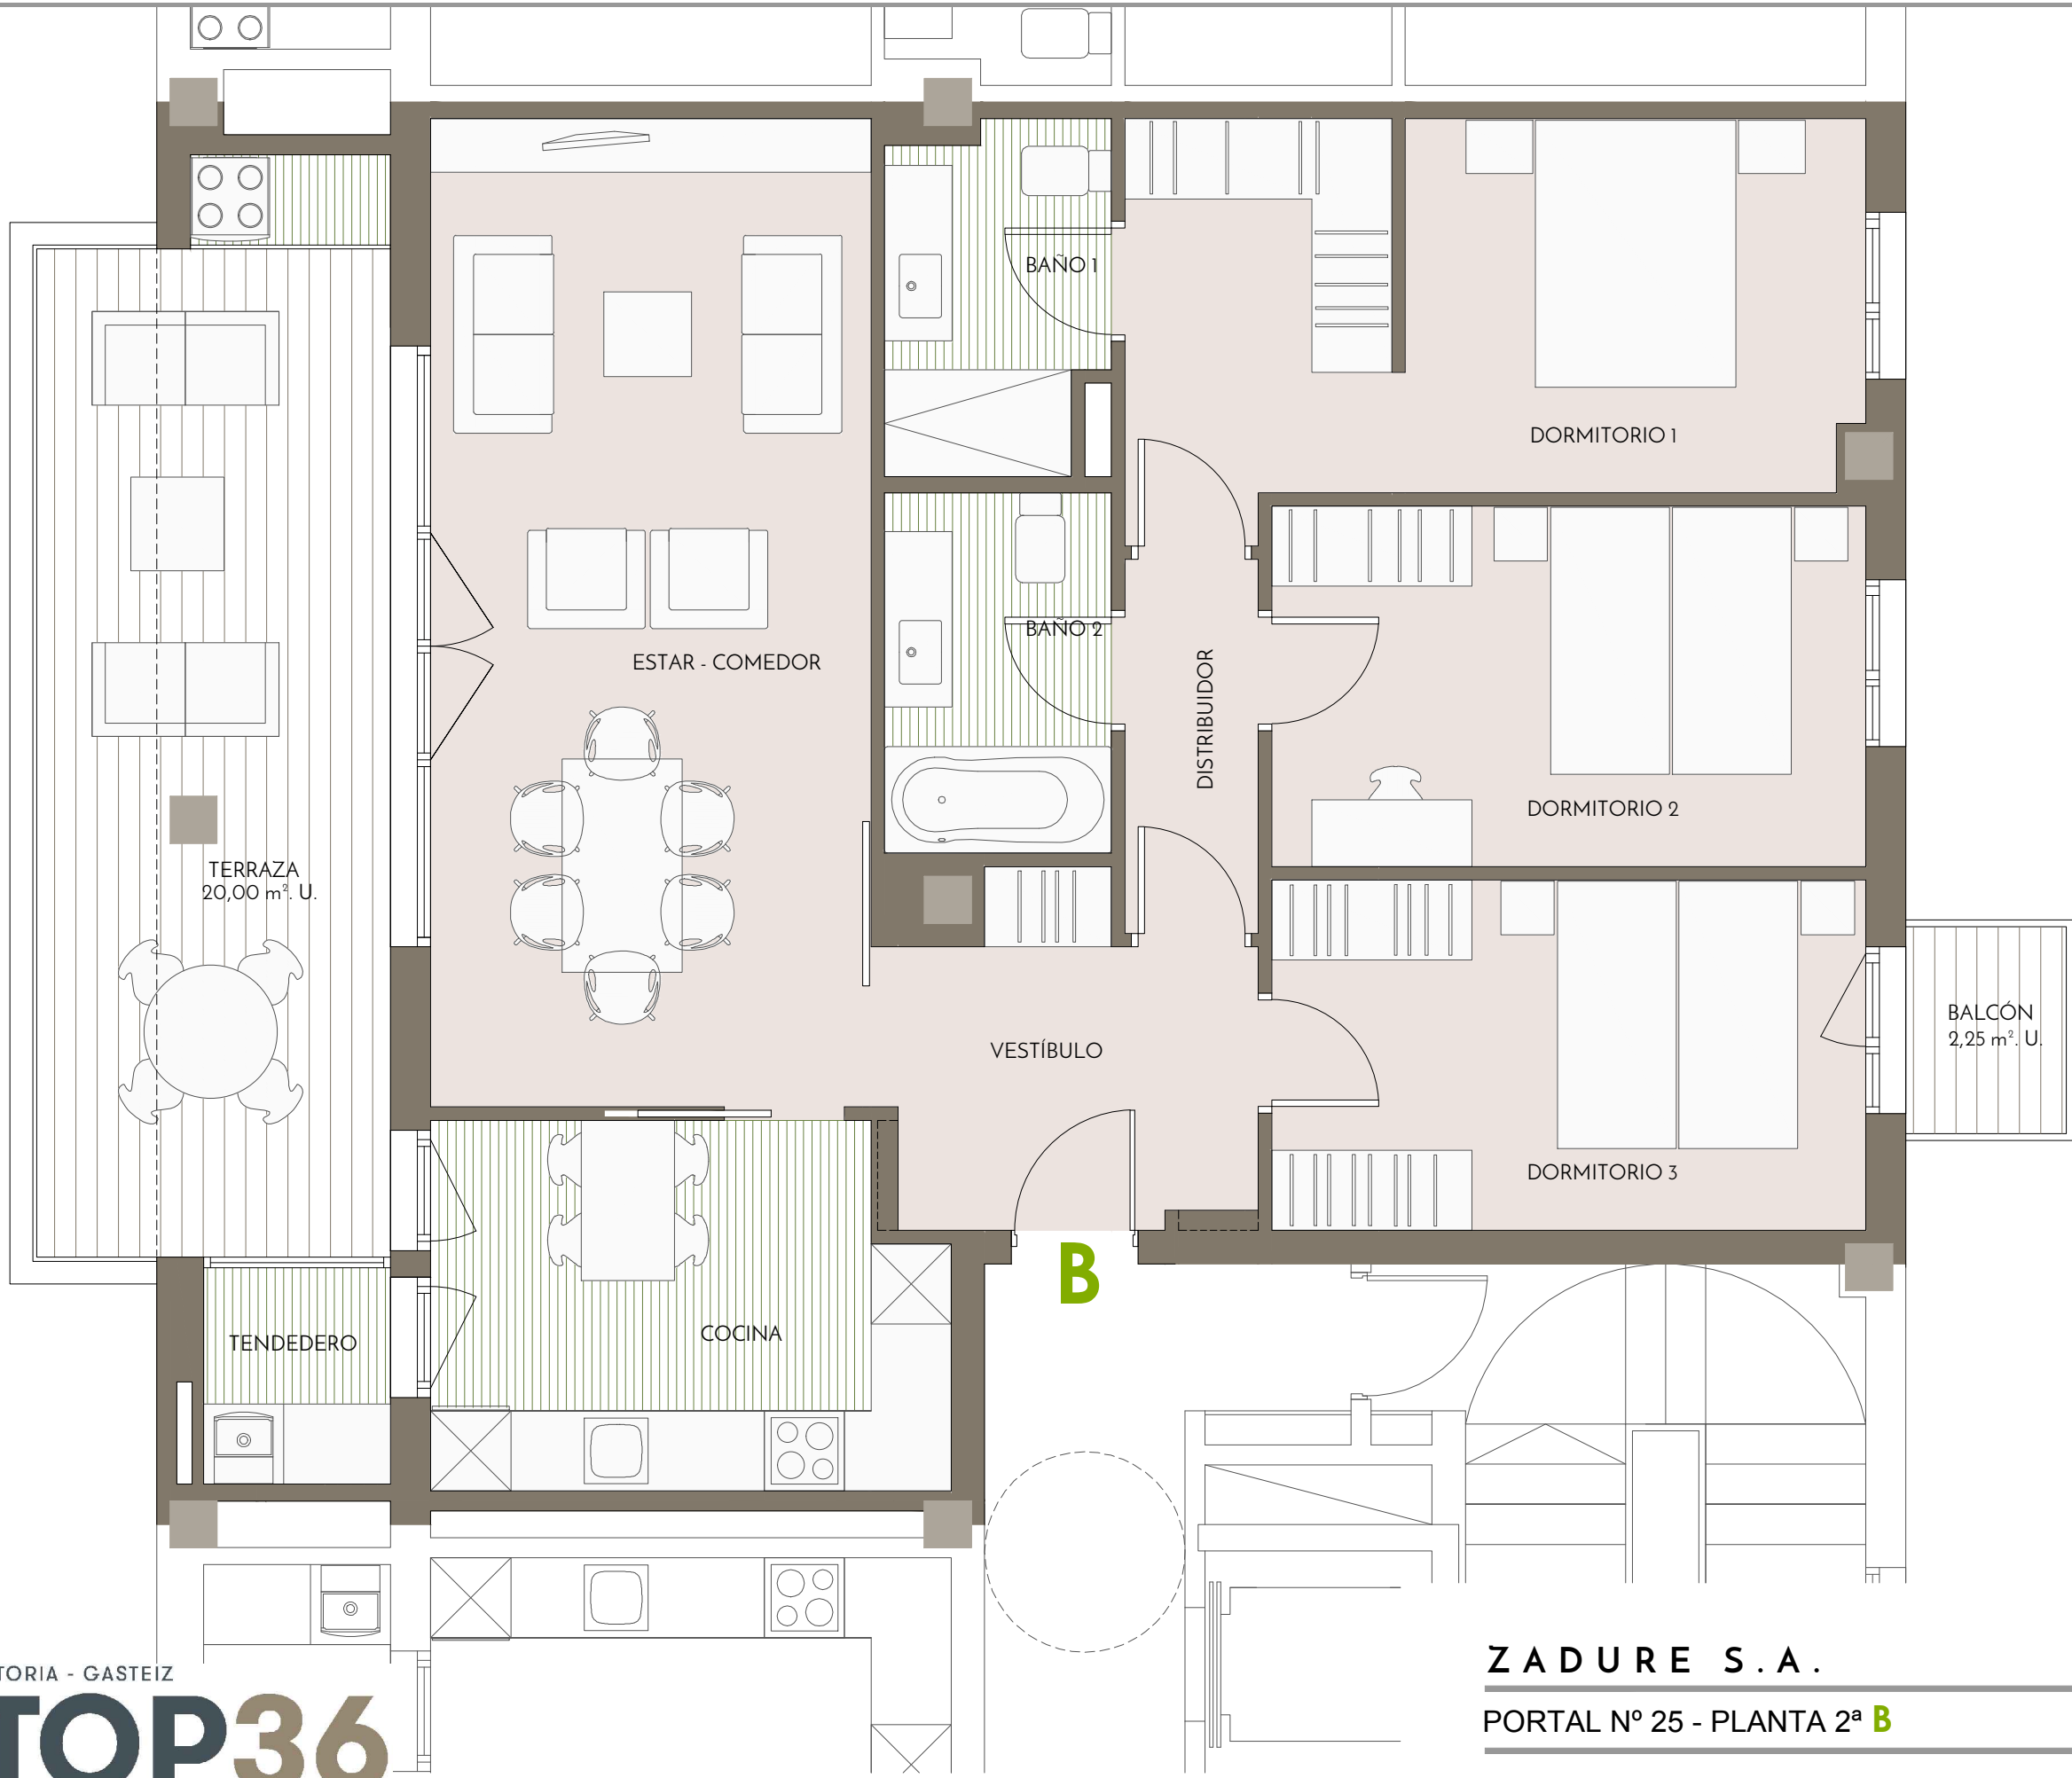 BAÑO 1
DORMITORIO 1
BAÑO 2
ESTAR - COMEDOR
DISTRIBUIDOR
DORMITORIO 2
TERRAZA
20,00 m². U.
VESTÍBULO
BALCÓN
2,25 m². U.
DORMITORIO 3
B
TENDEDERO
COCINA
TORIA - GASTEIZ
TOP36
ZADURE S.A.
PORTAL Nº 25 - PLANTA 2ª B